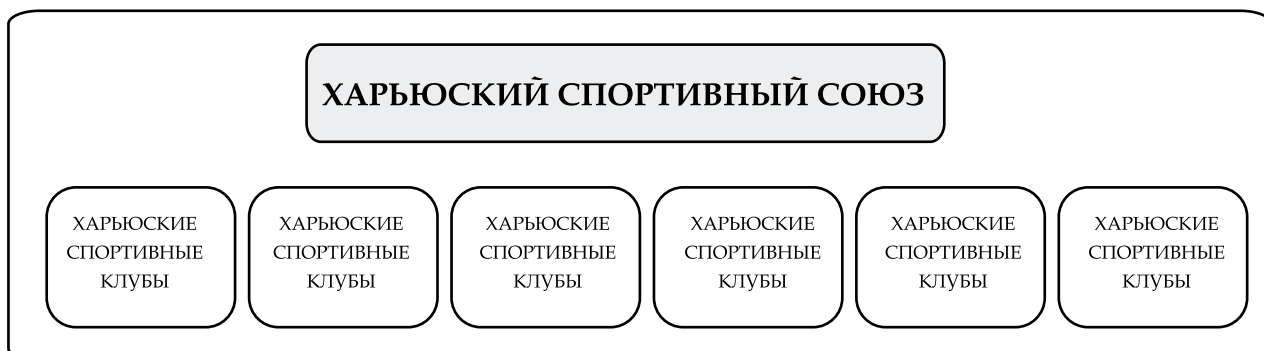 ХАРЬЮСКИЙ СПОРТИВНЫЙ СОЮЗ
ХАРЬЮСКИЕ
СПОРТИВНЫЕ
КЛУБЫ
ХАРЬЮСКИЕ
СПОРТИВНЫЕ
КЛУБЫ
ХАРЬЮСКИЕ
СПОРТИВНЫЕ
КЛУБЫ
ХАРЬЮСКИЕ
СПОРТИВНЫЕ
КЛУБЫ
ХАРЬЮСКИЕ
СПОРТИВНЫЕ
КЛУБЫ
ХАРЬЮСКИЕ
СПОРТИВНЫЕ
КЛУБЫ